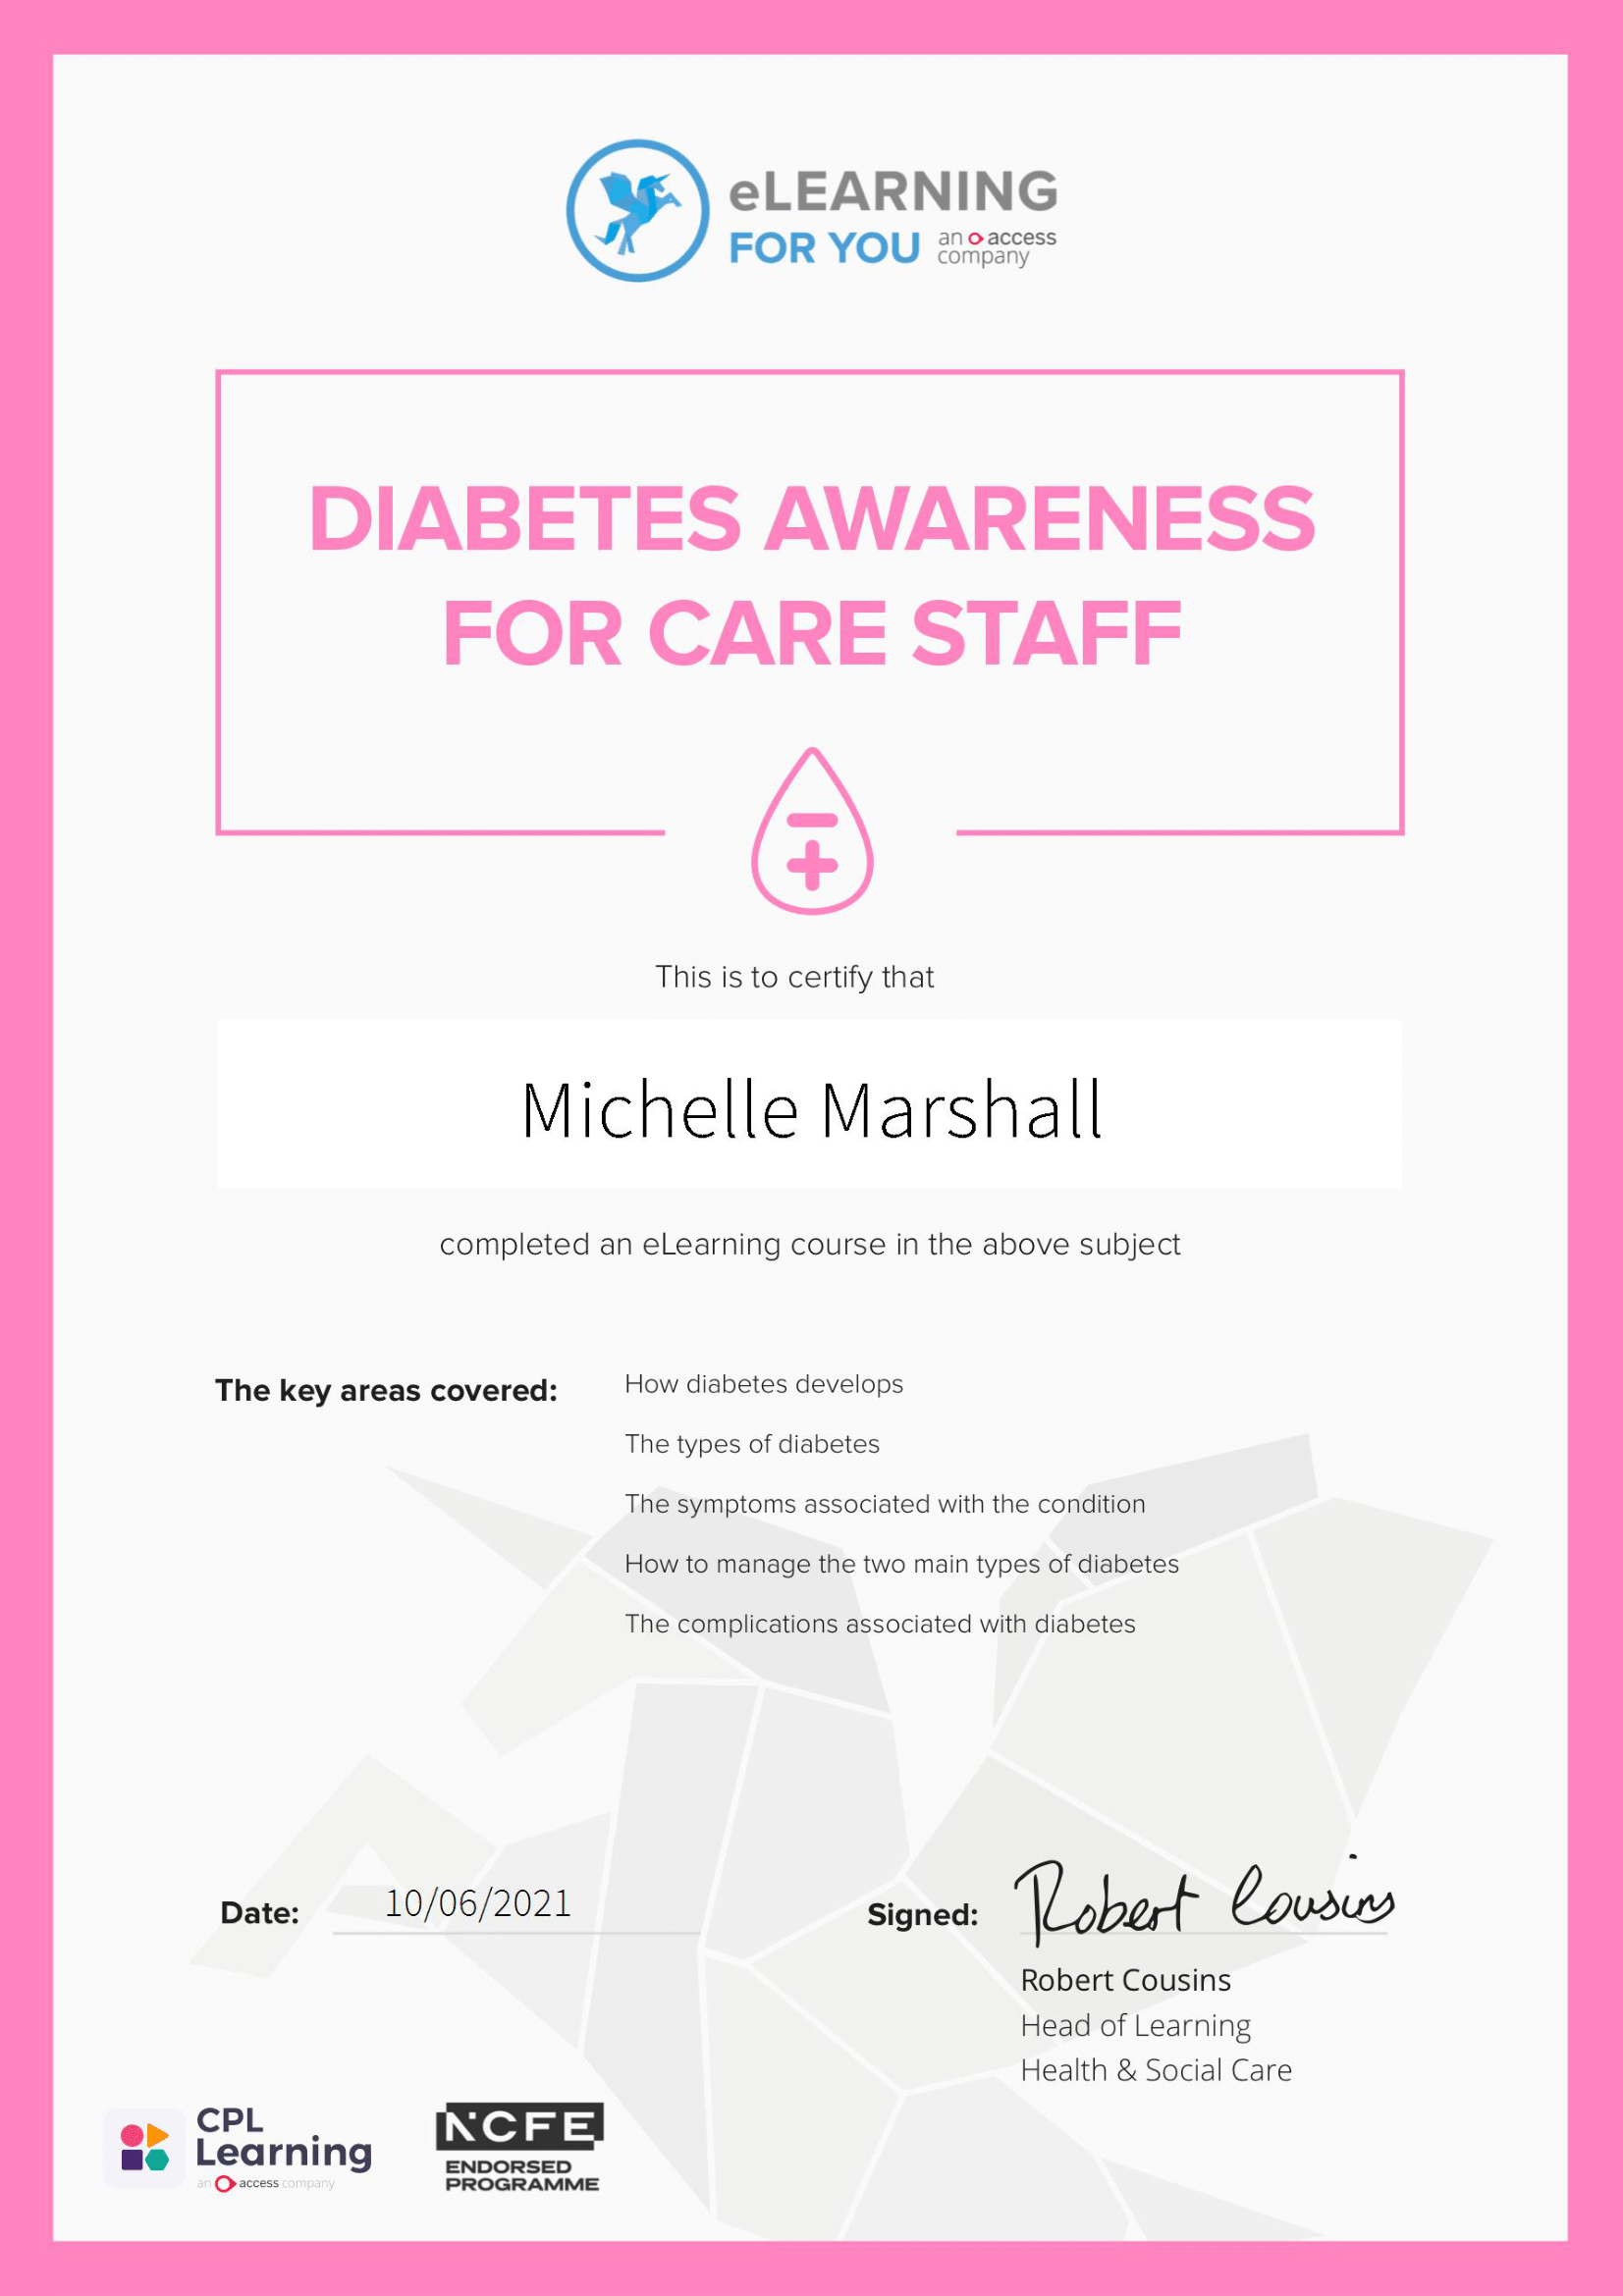 eLEARNING
FOR YOU an access company
DIABETES AWARENESS
FOR CARE STAFF
This is to certify that
Michelle Marshall
completed an eLearning course in the above subject
The key areas covered:
How diabetes develops
The types of diabetes
The symptoms associated with the condition
How to manage the two main types of diabetes
The complications associated with diabetes
Date: 10/06/2021
Signed: Robert Cousins
Robert Cousins
Head of Learning
Health & Social Care
CPL
Learning
an access company
NCFE
ENDORSED
PROGRAMME